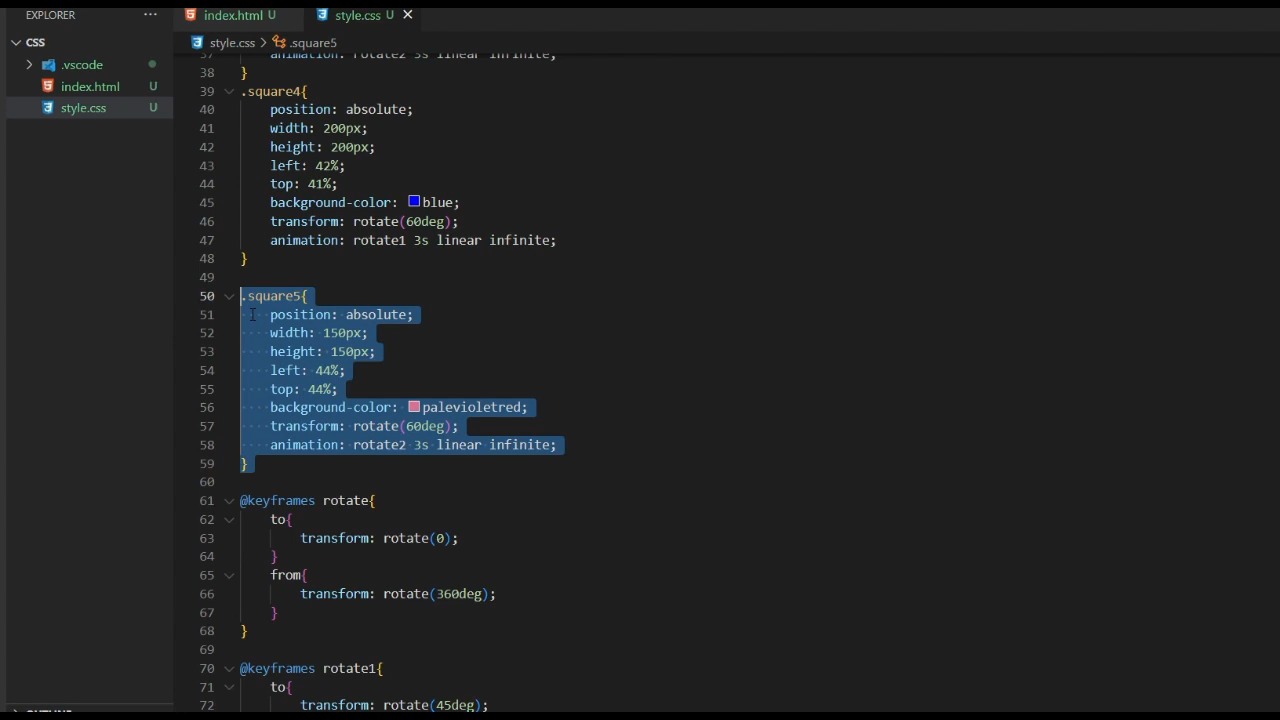 EXPLORER
index.html U
style.css U
CSS
style.css > .square5
.vscode
index.html U
style.css U
37 animation: rotate2 3s linear infinite;
38 }
39 .square4{
40 position: absolute;
41 width: 200px;
42 height: 200px;
43 left: 42%;
44 top: 41%;
45 background-color: blue;
46 transform: rotate(60deg);
47 animation: rotate1 3s linear infinite;
48 }
49
50 .square5{
51 position: absolute;
52 width: 150px;
53 height: 150px;
54 left: 44%;
55 top: 44%;
56 background-color: palevioletred;
57 transform: rotate(60deg);
58 animation: rotate2 3s linear infinite;
59 }
60
61 @keyframes rotate{
62 to{
63 transform: rotate(0);
64 }
65 from{
66 transform: rotate(360deg);
67 }
68 }
69
70 @keyframes rotate1{
71 to{
72 transform: rotate(45deg);
OUTLINE